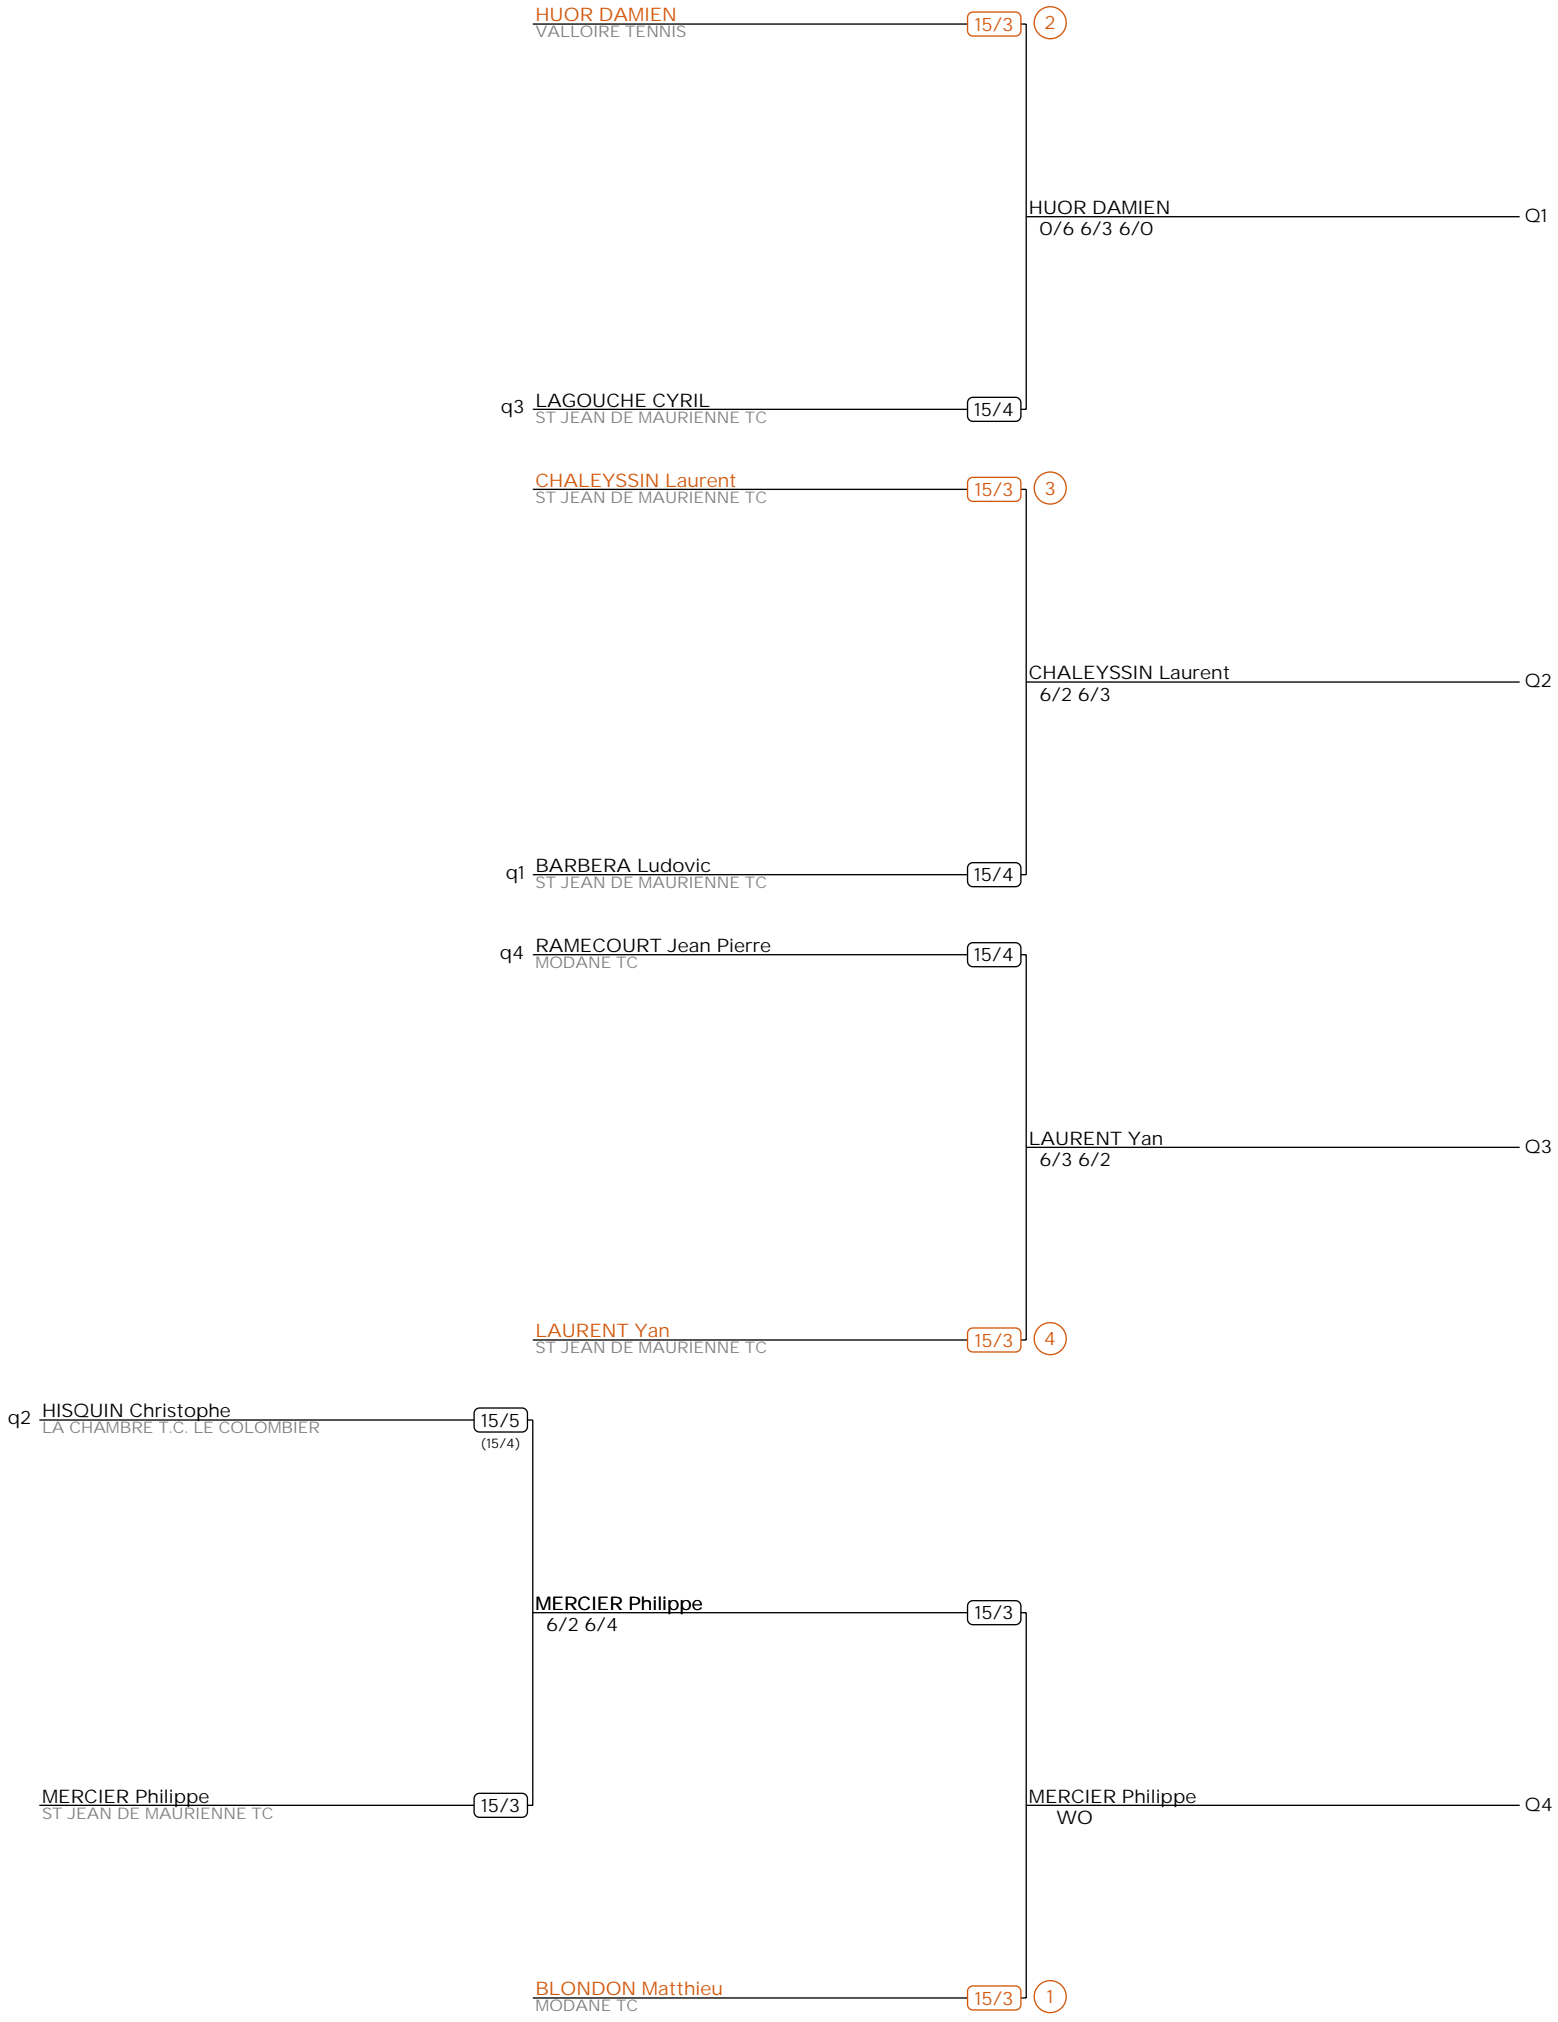 HUOR DAMIEN
VALLOIRE TENNIS
15/3
2
HUOR DAMIEN
0/6 6/3 6/0
Q1
q3
LAGOUCHE CYRIL
ST JEAN DE MAURIENNE TC
15/4
CHALEYSSIN Laurent
ST JEAN DE MAURIENNE TC
15/3
3
CHALEYSSIN Laurent
6/2 6/3
Q2
q1
BARBERA Ludovic
ST JEAN DE MAURIENNE TC
15/4
q4
RAMECOURT Jean Pierre
MODANE TC
15/4
LAURENT Yan
6/3 6/2
Q3
LAURENT Yan
ST JEAN DE MAURIENNE TC
15/3
4
q2
HISQUIN Christophe
LA CHAMBRE T.C. LE COLOMBIER
15/5
(15/4)
MERCIER Philippe
6/2 6/4
15/3
MERCIER Philippe
ST JEAN DE MAURIENNE TC
15/3
MERCIER Philippe
WO
Q4
BLONDON Matthieu
MODANE TC
15/3
1